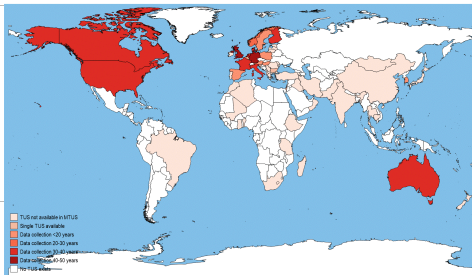 TUS not available in MTUS
Single TUS available
Data collection <20 years
Data collection 20-30 years
Data collection 30-40 years
Data collection 40-50 years
No TUS exists